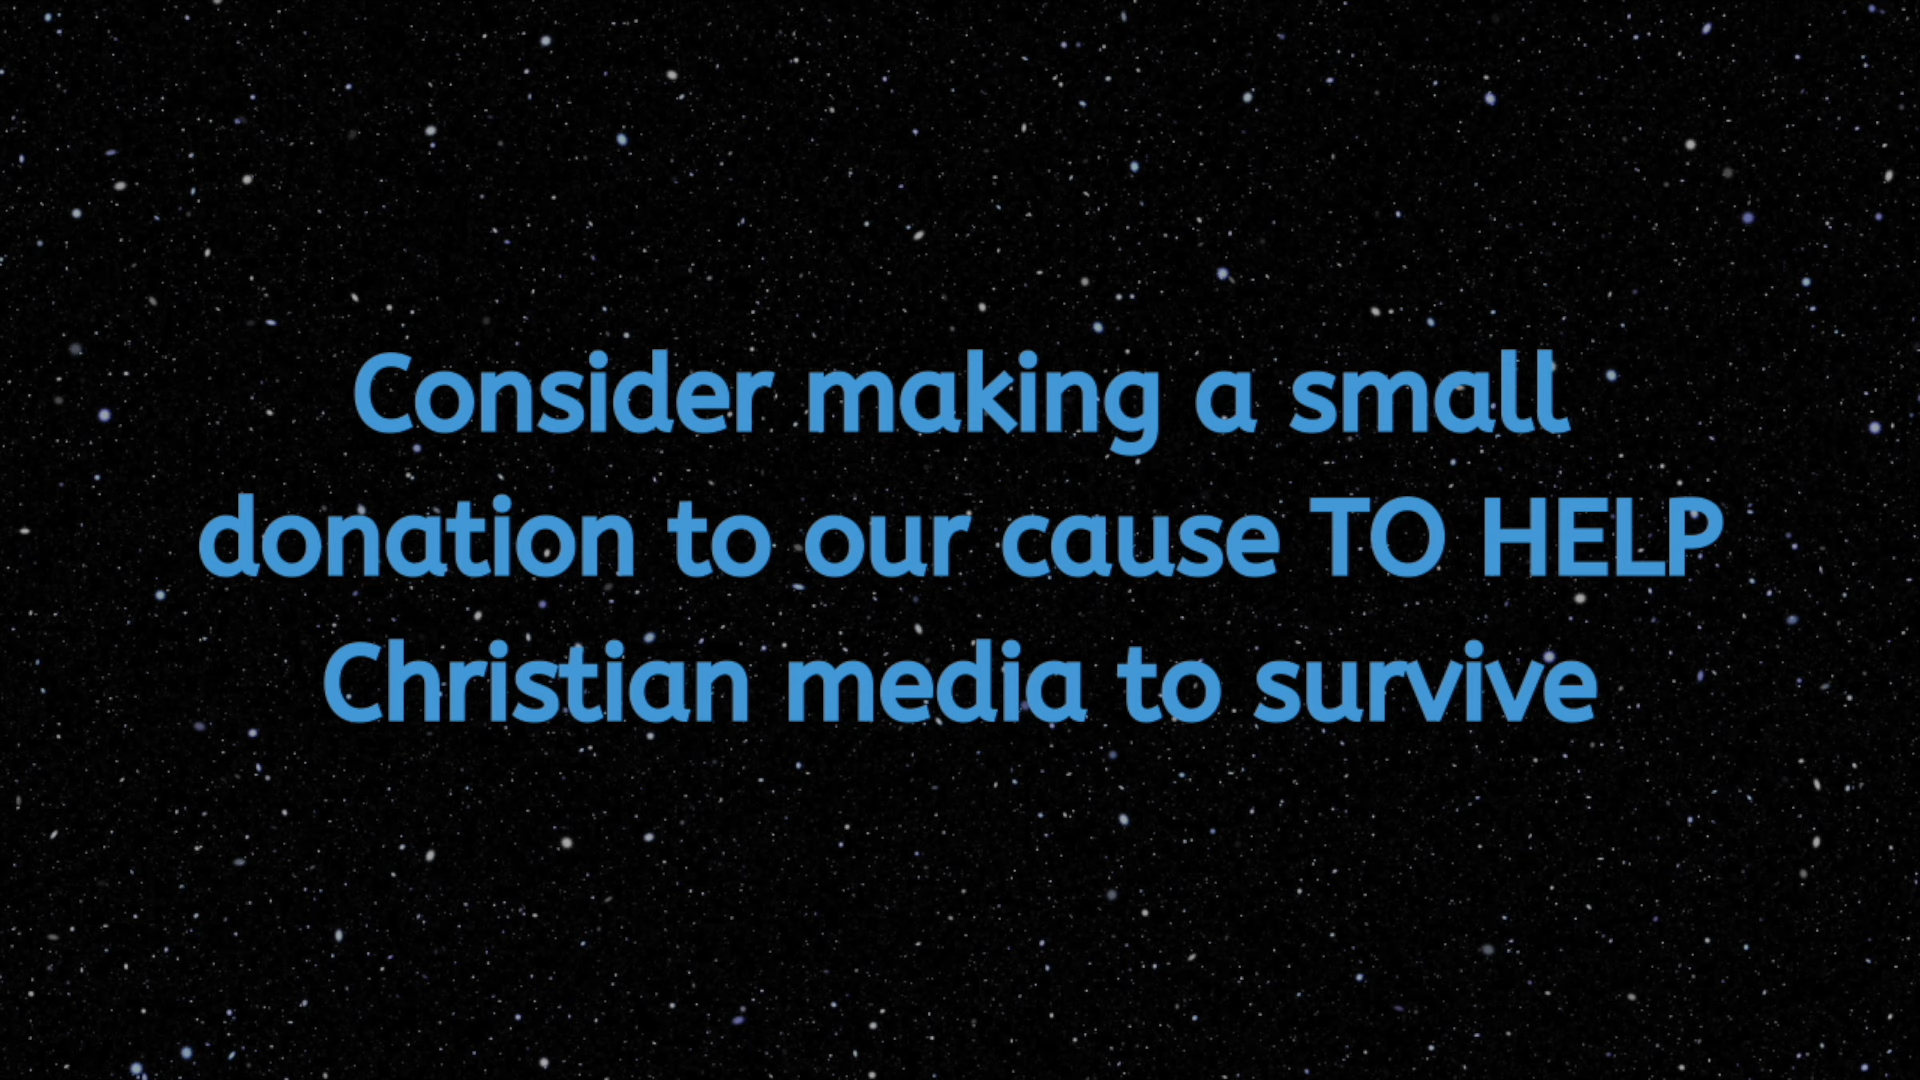 Consider making a small
donation to our cause TO HELP
Christian media to survive